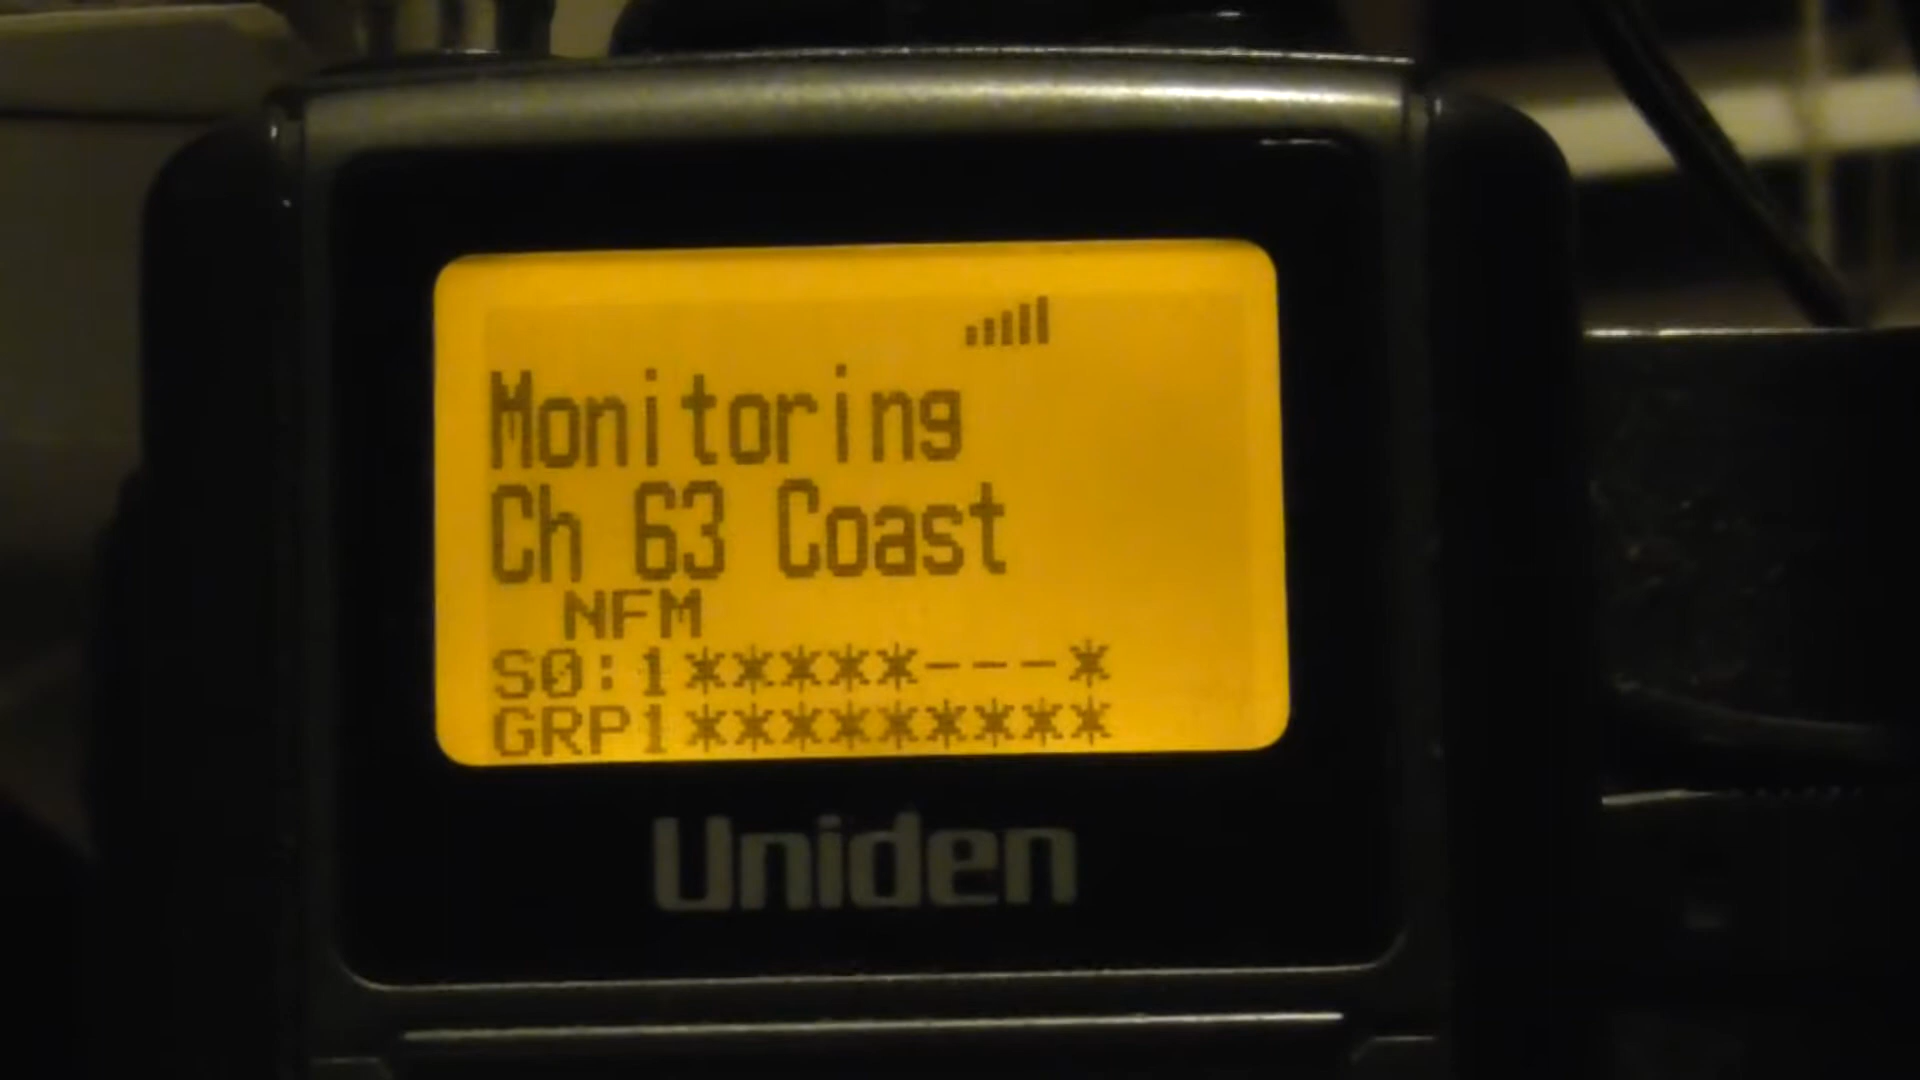 Monitoring
Ch 63 Coast
NFM
S0:1*****---*
GRP1*********
Uniden